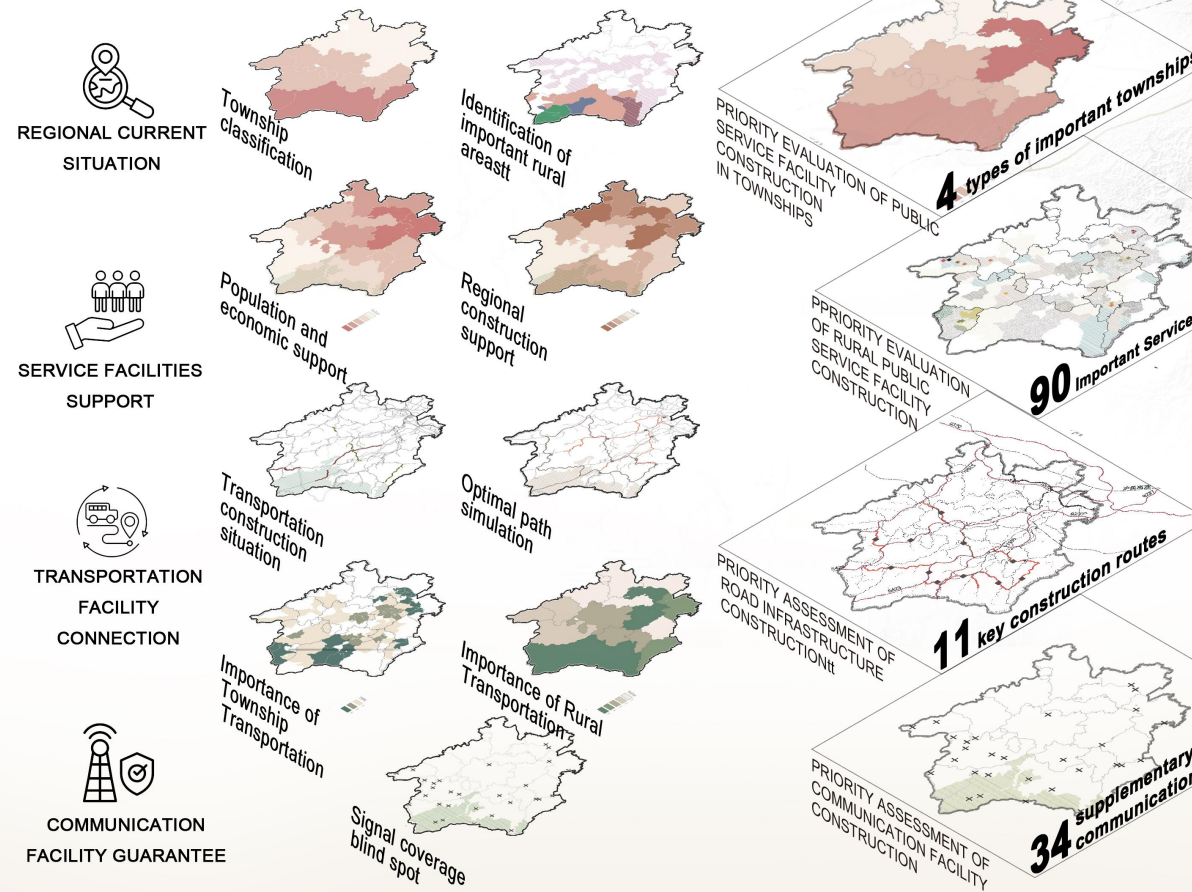 REGIONAL CURRENT
SITUATION
Township
classification
Identification of
important rural
areastt
PRIORITY EVALUATION OF PUBLIC
SERVICE FACILITY
CONSTRUCTION
IN TOWNSHIPS
4 types of important townships
SERVICE FACILITIES
SUPPORT
Population and
economic support
Regional
construction
support
PPRIORITY EVALUATION
OF RURAL PUBLIC
SERVICE FACILITY
CONSTRUCTION
90 Important Service
TRANSPORTATION
FACILITY
CONNECTION
Transportation
construction
situation
Optimal path
simulation
Importance of
Township
Transportation
Importance of Rural
Transportation
PRIORITY ASSESSMENT OF
ROAD INFRASTRUCTURE
CONSTRUCTIONtt
11 key construction routes
COMMUNICATION
FACILITY GUARANTEE
Signal coverage
blind spot
PRIORITY ASSESSMENT OF
COMMUNICATION FACILITY
CONSTRUCTION
34 supplementary
communication